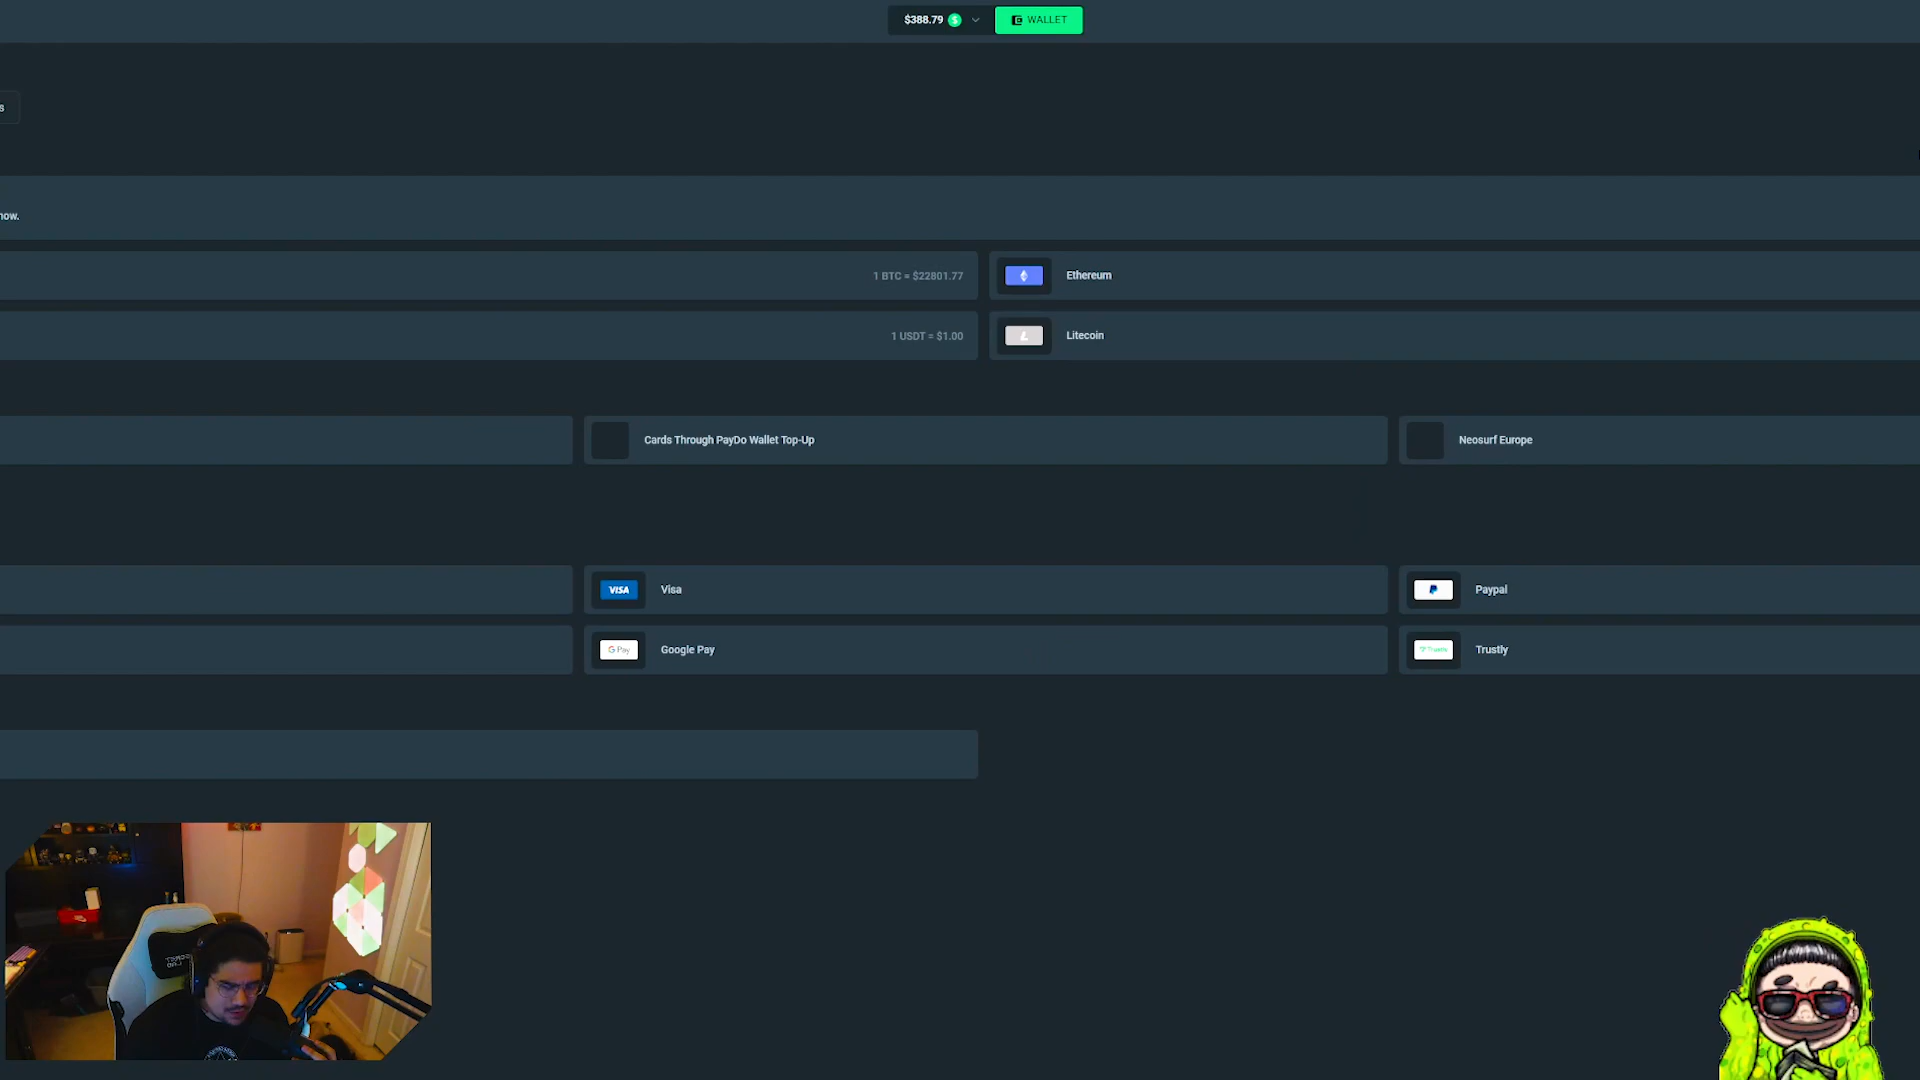 $388.79 $ WALLET
s
now.
1 BTC = $22801.77
Ethereum
1 USDT = $1.00
Litecoin
Cards Through PayDo Wallet Top-Up
Neosurf Europe
VISA Visa
Paypal
G Pay Google Pay
Trustly Trustly